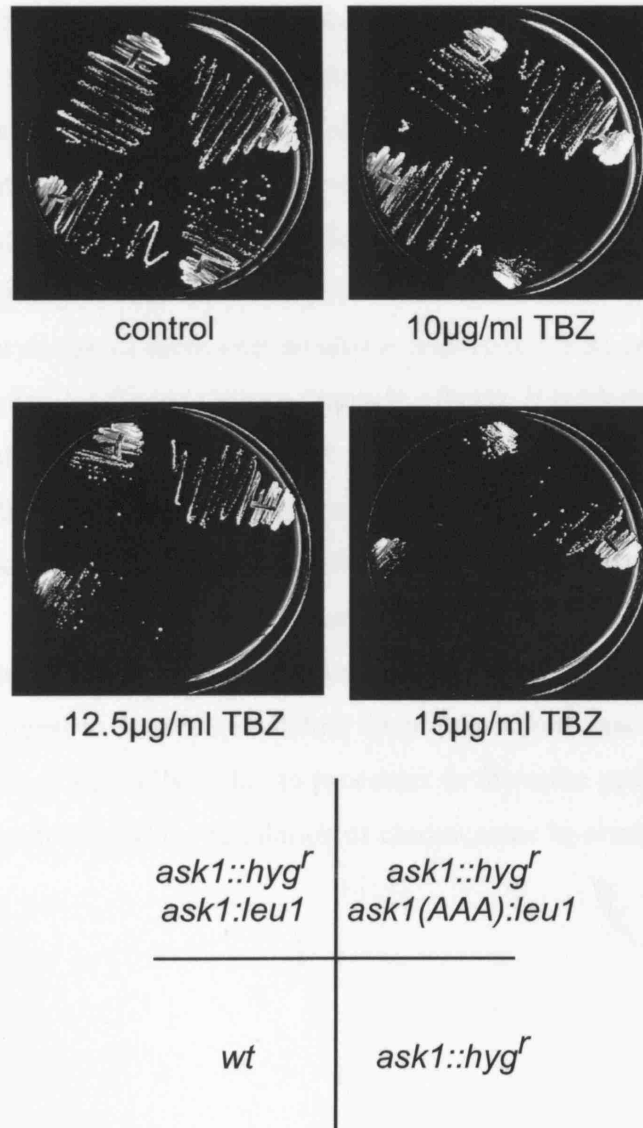 control
10µg/ml TBZ
12.5µg/ml TBZ
15µg/ml TBZ
ask1::hygʳ
ask1:leu1
ask1::hygʳ
ask1(AAA):leu1
wt
ask1::hygʳ